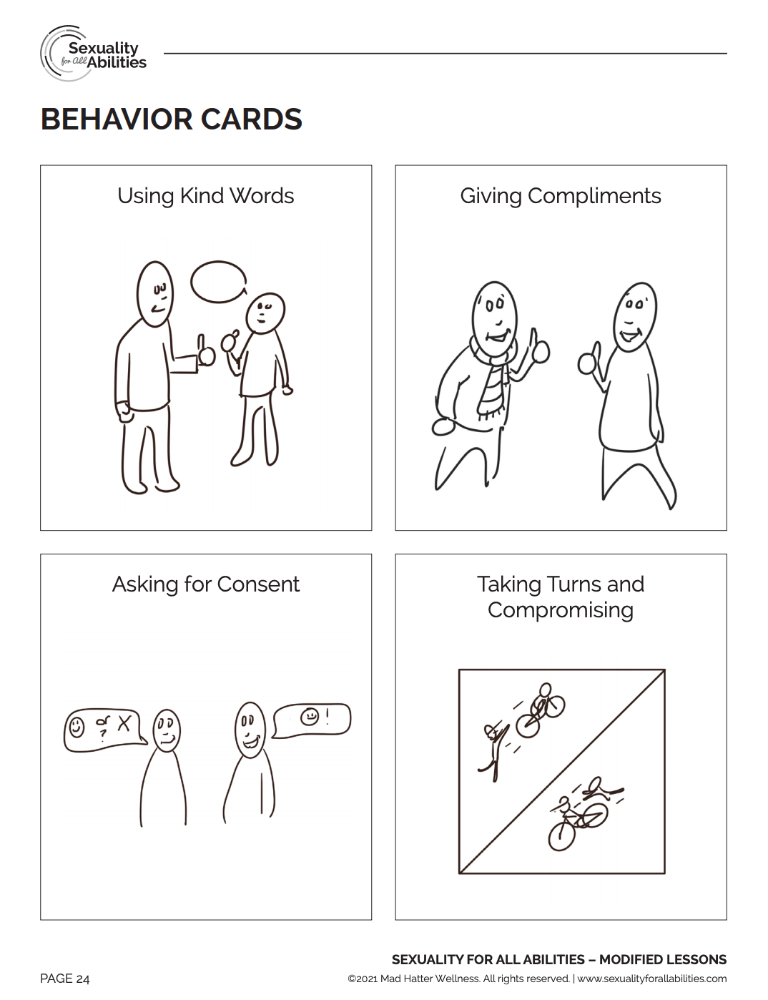 Sexuality
for All Abilities
BEHAVIOR CARDS
Using Kind Words
Giving Compliments
Asking for Consent
or X
?
!
Taking Turns and
Compromising
SEXUALITY FOR ALL ABILITIES – MODIFIED LESSONS
PAGE 24
©2021 Mad Hatter Wellness. All rights reserved. | www.sexualityforallabilities.com